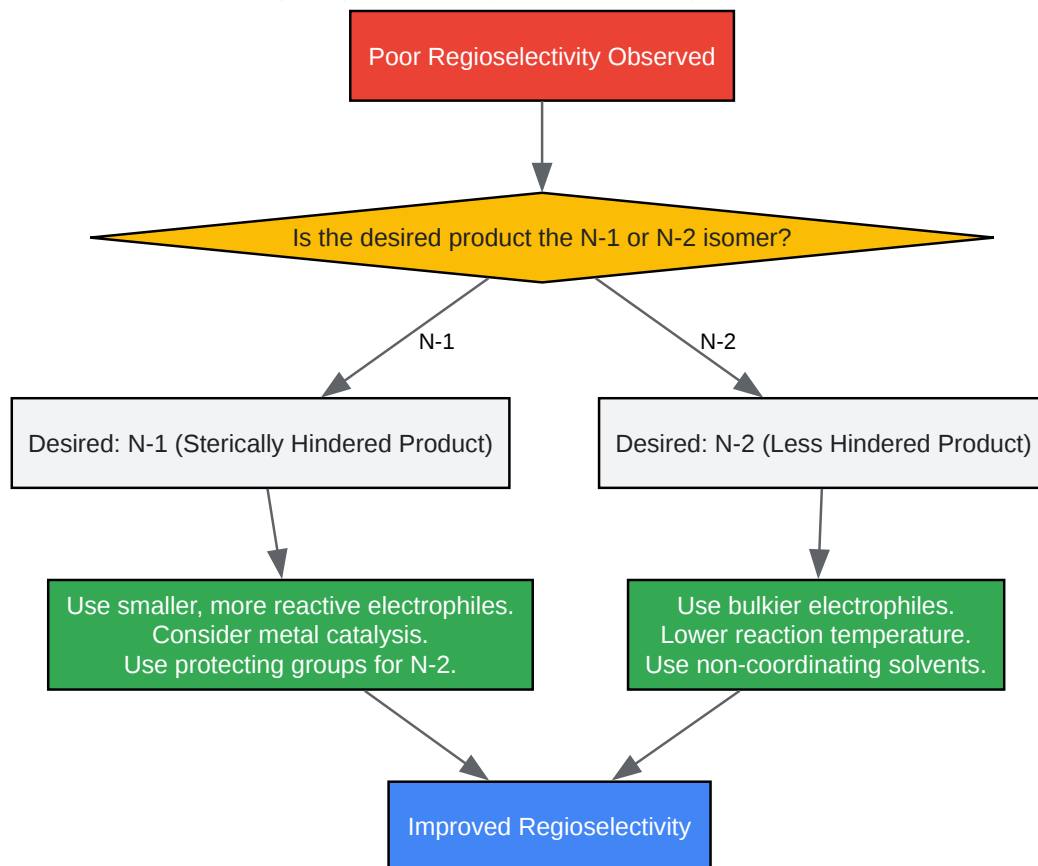 Poor Regioselectivity Observed
Is the desired product the N-1 or N-2 isomer?
N-1
N-2
Desired: N-1 (Sterically Hindered Product)
Desired: N-2 (Less Hindered Product)
Use smaller, more reactive electrophiles.
Consider metal catalysis.
Use protecting groups for N-2.
Use bulkier electrophiles.
Lower reaction temperature.
Use non-coordinating solvents.
Improved Regioselectivity